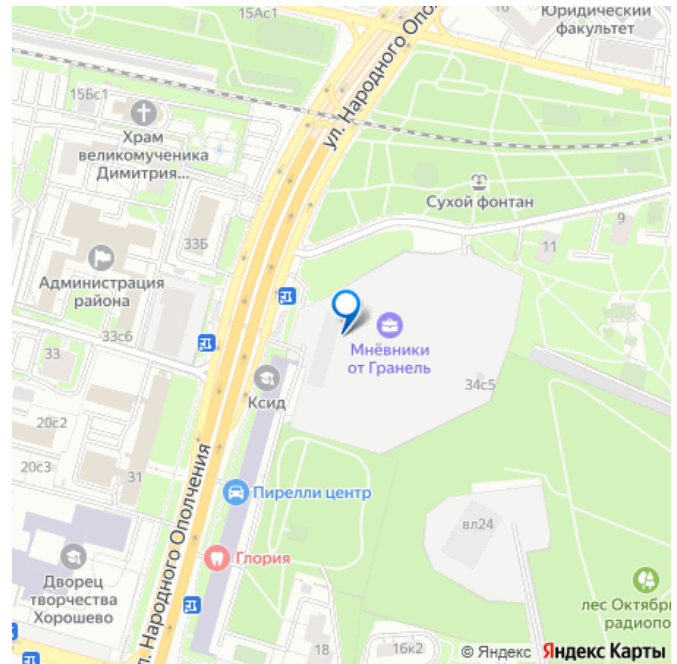 15Ас1
Юридический
факультет
ул. Народного Опол
15Бс1
Храм
великомученика
Димитрия...
33Б
Сухой фонтан
9
11
Администрация
района
33с6
33
Мнёвники
от Гранель
34с5
Ксид
20с2
20с3
31
Пирелли центр
вл24
Глория
ул. Народного Ополчения
Дворец
творчества
Хорошево
лес Октябрь
радиопо
18
16к2
© Яндекс Яндекс Карты